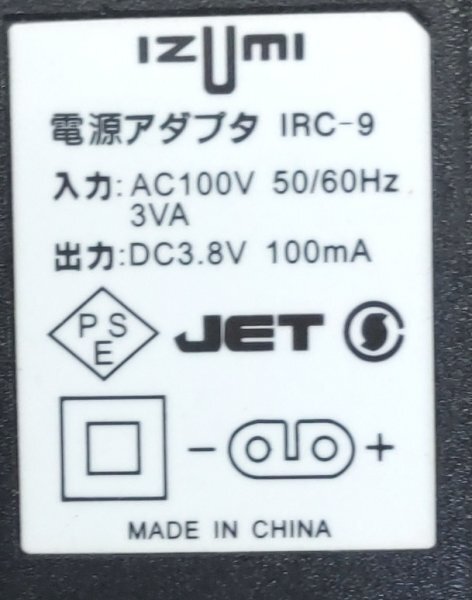 IZUMI
電源アダプタ IRC-9
入力: AC100V 50/60Hz
3VA
出力:DC3.8V 100mA
PSE JET S
- +
MADE IN CHINA